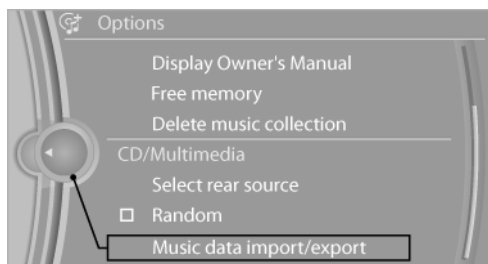 Options
Display Owner's Manual
Free memory
Delete music collection
CD/Multimedia
Select rear source
Random
Music data import/export